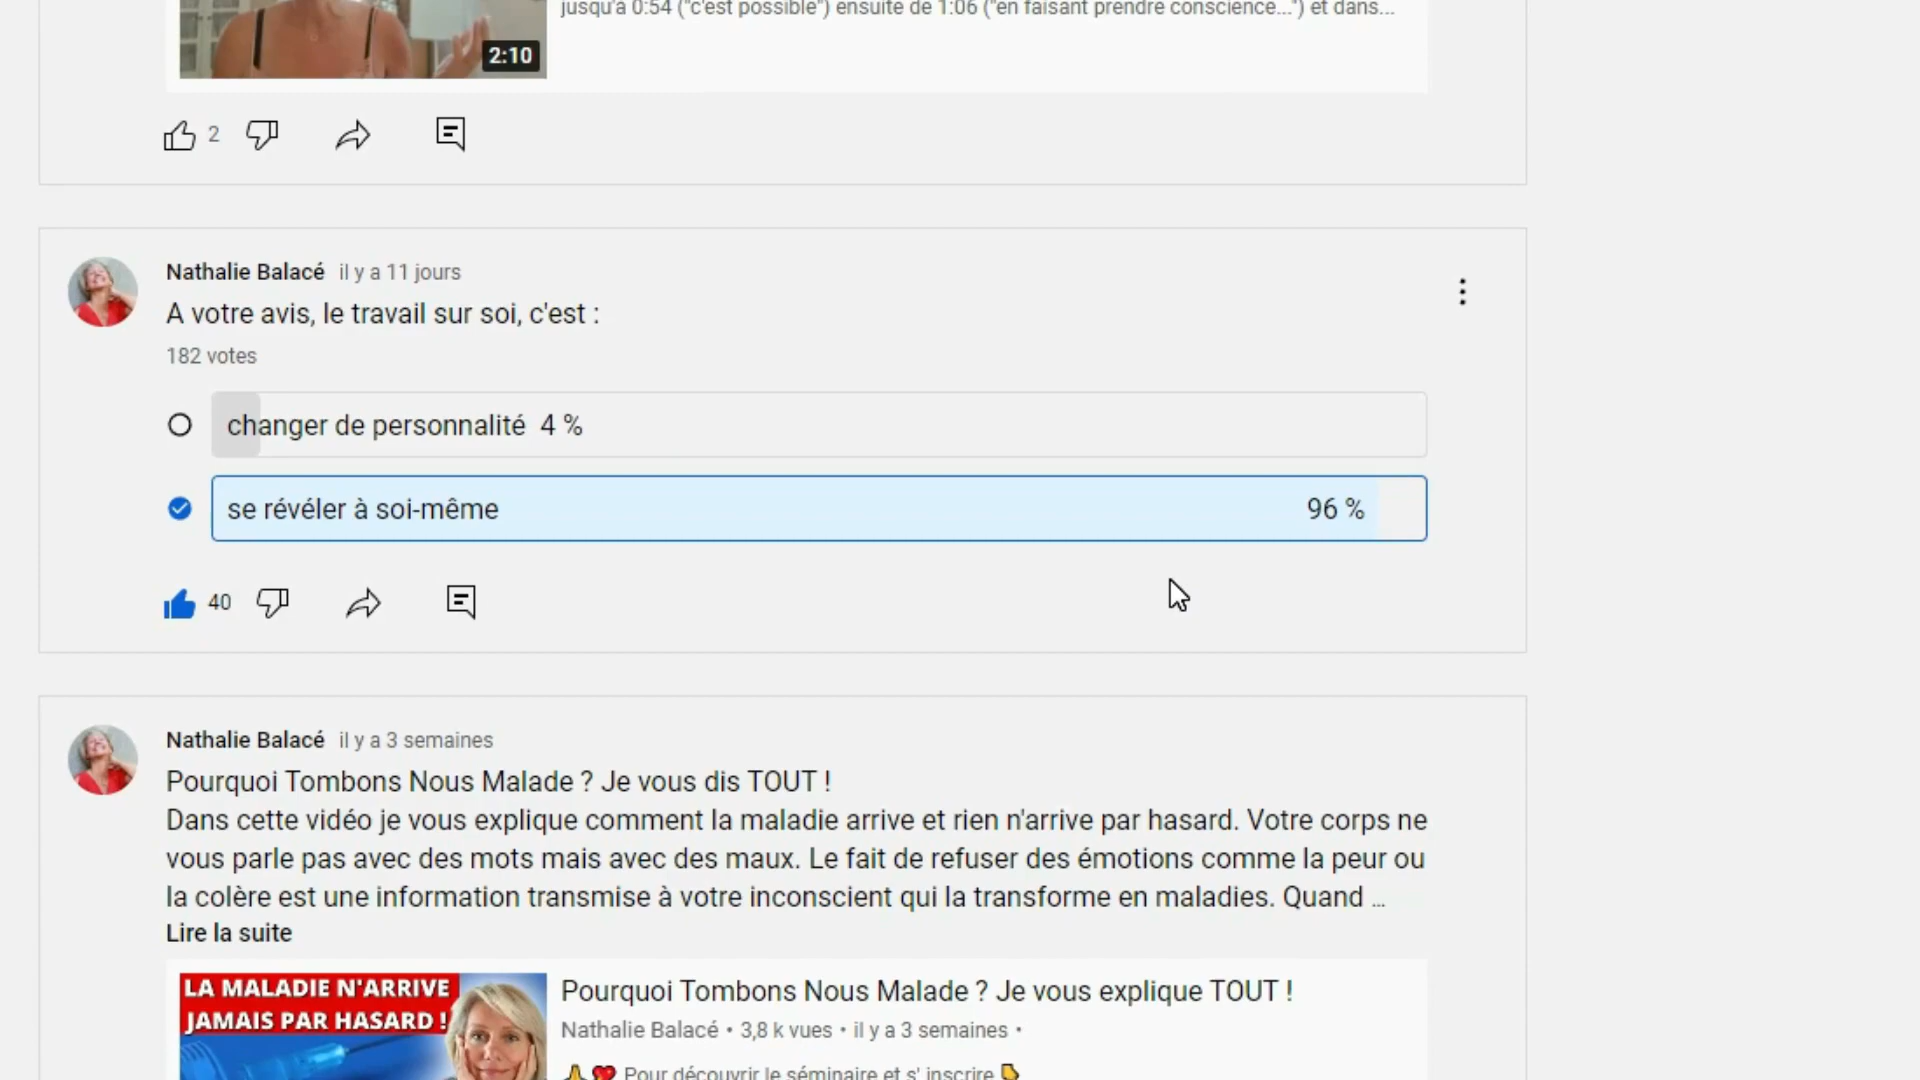 jusqu'à 0:54 ("c'est possible") ensuite de 1:06 ("en faisant prendre conscience...") et dans...
2:10
2
Nathalie Balacé il y a 11 jours
A votre avis, le travail sur soi, c'est :
182 votes
changer de personnalité 4 %
se révéler à soi-même 96 %
40
Nathalie Balacé il y a 3 semaines
Pourquoi Tombons Nous Malade ? Je vous dis TOUT !
Dans cette vidéo je vous explique comment la maladie arrive et rien n'arrive par hasard. Votre corps ne
vous parle pas avec des mots mais avec des maux. Le fait de refuser des émotions comme la peur ou
la colère est une information transmise à votre inconscient qui la transforme en maladies. Quand ...
Lire la suite
LA MALADIE N'ARRIVE
JAMAIS PAR HASARD !
Pourquoi Tombons Nous Malade ? Je vous explique TOUT !
Nathalie Balacé • 3,8 k vues • il y a 3 semaines •
🙏❤️ Pour découvrir le séminaire et s' inscrire 👇